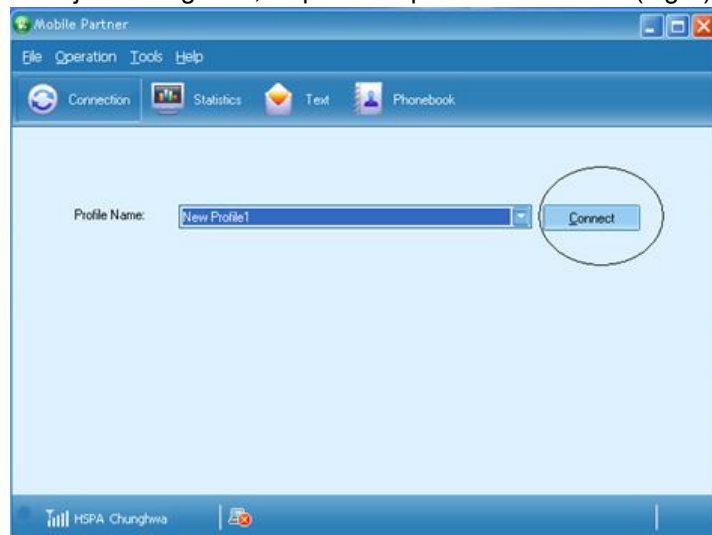 Mobile Partner
File Operation Tools Help
Connection Statistics Text Phonebook
Profile Name: New Profile1 Connect
HSPA Chunghwa